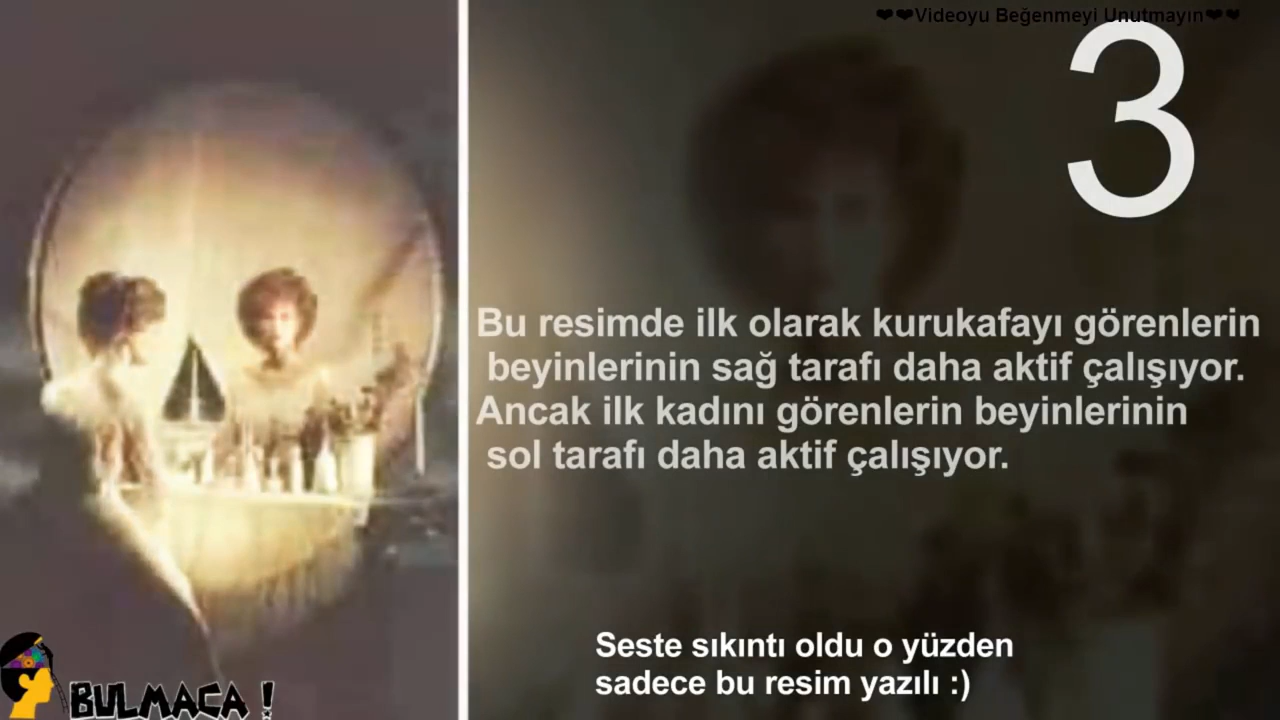 ❤❤Videoyu Beğenmeyi Unutmayın❤❤
3
Bu resimde ilk olarak kurukafayı görenlerin
beyinlerinin sağ tarafı daha aktif çalışıyor.
Ancak ilk kadını görenlerin beyinlerinin
sol tarafı daha aktif çalışıyor.
Seste sıkıntı oldu o yüzden
sadece bu resim yazılı :)
BULMACA !